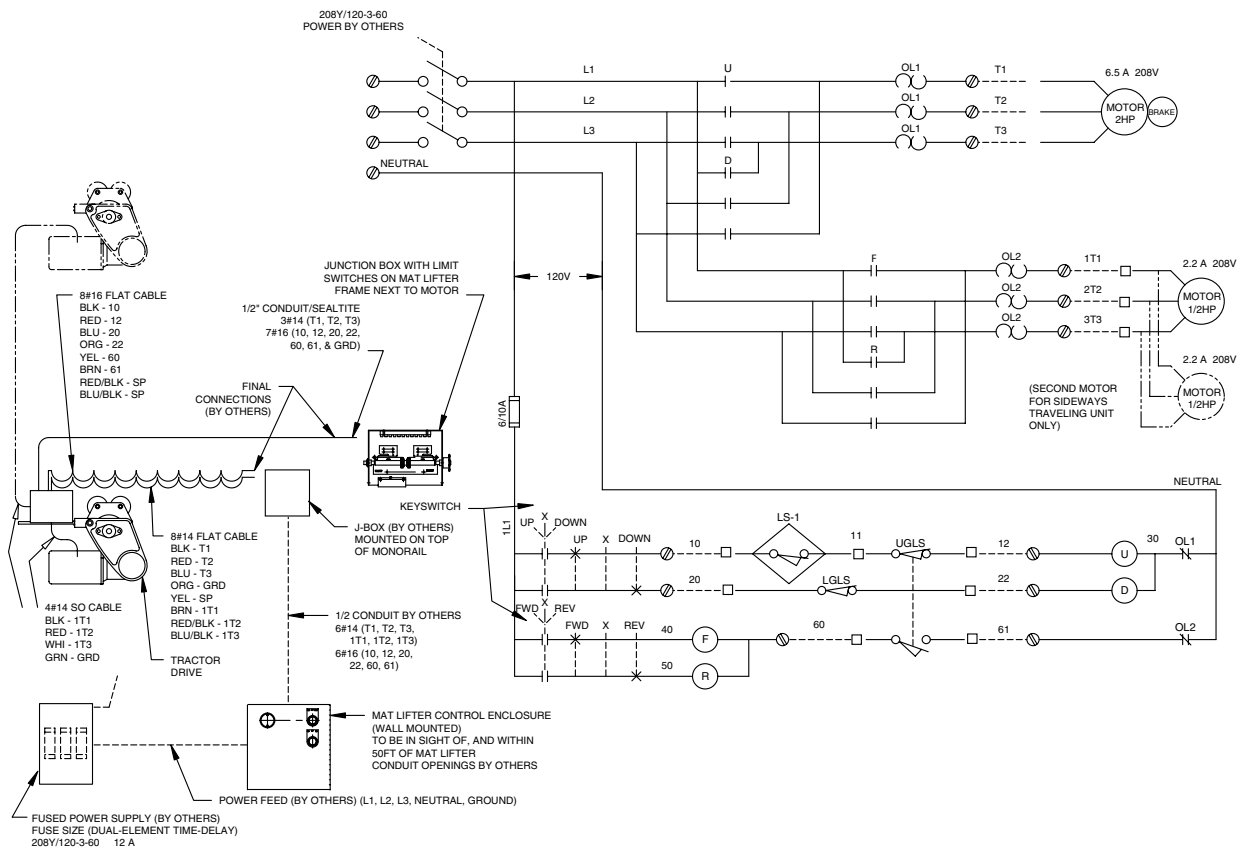 208Y/120-3-60
POWER BY OTHERS
L1
U
OL1
T1
6.5 A 208V
L2
OL1
T2
MOTOR
2HP
BRAKE
L3
OL1
T3
NEUTRAL
D
120V
F
OL2
1T1
2.2 A 208V
OL2
2T2
MOTOR
1/2HP
OL2
3T3
R
2.2 A 208V
MOTOR
1/2HP
(SECOND MOTOR
FOR SIDEWAYS
TRAVELING UNIT
ONLY)
JUNCTION BOX WITH LIMIT
SWITCHES ON MAT LIFTER
FRAME NEXT TO MOTOR
1/2" CONDUIT/SEALTITE
3#14 (T1, T2, T3)
7#16 (10, 12, 20, 22,
60, 61, & GRD)
8#16 FLAT CABLE
BLK - 10
RED - 12
BLU - 20
ORG - 22
YEL - 60
BRN - 61
RED/BLK - SP
BLU/BLK - SP
FINAL
CONNECTIONS
(BY OTHERS)
6/10A
NEUTRAL
KEYSWITCH
1L1
X
UP
DOWN
UP
X
DOWN
10
LS-1
11
UGLS
12
30
OL1
U
20
LGLS
22
D
X
FWD
REV
FWD
X
REV
40
F
60
61
OL2
50
R
J-BOX (BY OTHERS)
MOUNTED ON TOP
OF MONORAIL
8#14 FLAT CABLE
BLK - T1
RED - T2
BLU - T3
ORG - GRD
YEL - SP
BRN - 1T1
RED/BLK - 1T2
BLU/BLK - 1T3
4#14 SO CABLE
BLK - 1T1
RED - 1T2
WHI - 1T3
GRN - GRD
TRACTOR
DRIVE
1/2 CONDUIT BY OTHERS
6#14 (T1, T2, T3,
1T1, 1T2, 1T3)
6#16 (10, 12, 20,
22, 60, 61)
MAT LIFTER CONTROL ENCLOSURE
(WALL MOUNTED)
TO BE IN SIGHT OF, AND WITHIN
50FT OF MAT LIFTER
CONDUIT OPENINGS BY OTHERS
POWER FEED (BY OTHERS) (L1, L2, L3, NEUTRAL, GROUND)
FUSED POWER SUPPLY (BY OTHERS)
FUSE SIZE (DUAL-ELEMENT TIME-DELAY)
208Y/120-3-60 12 A